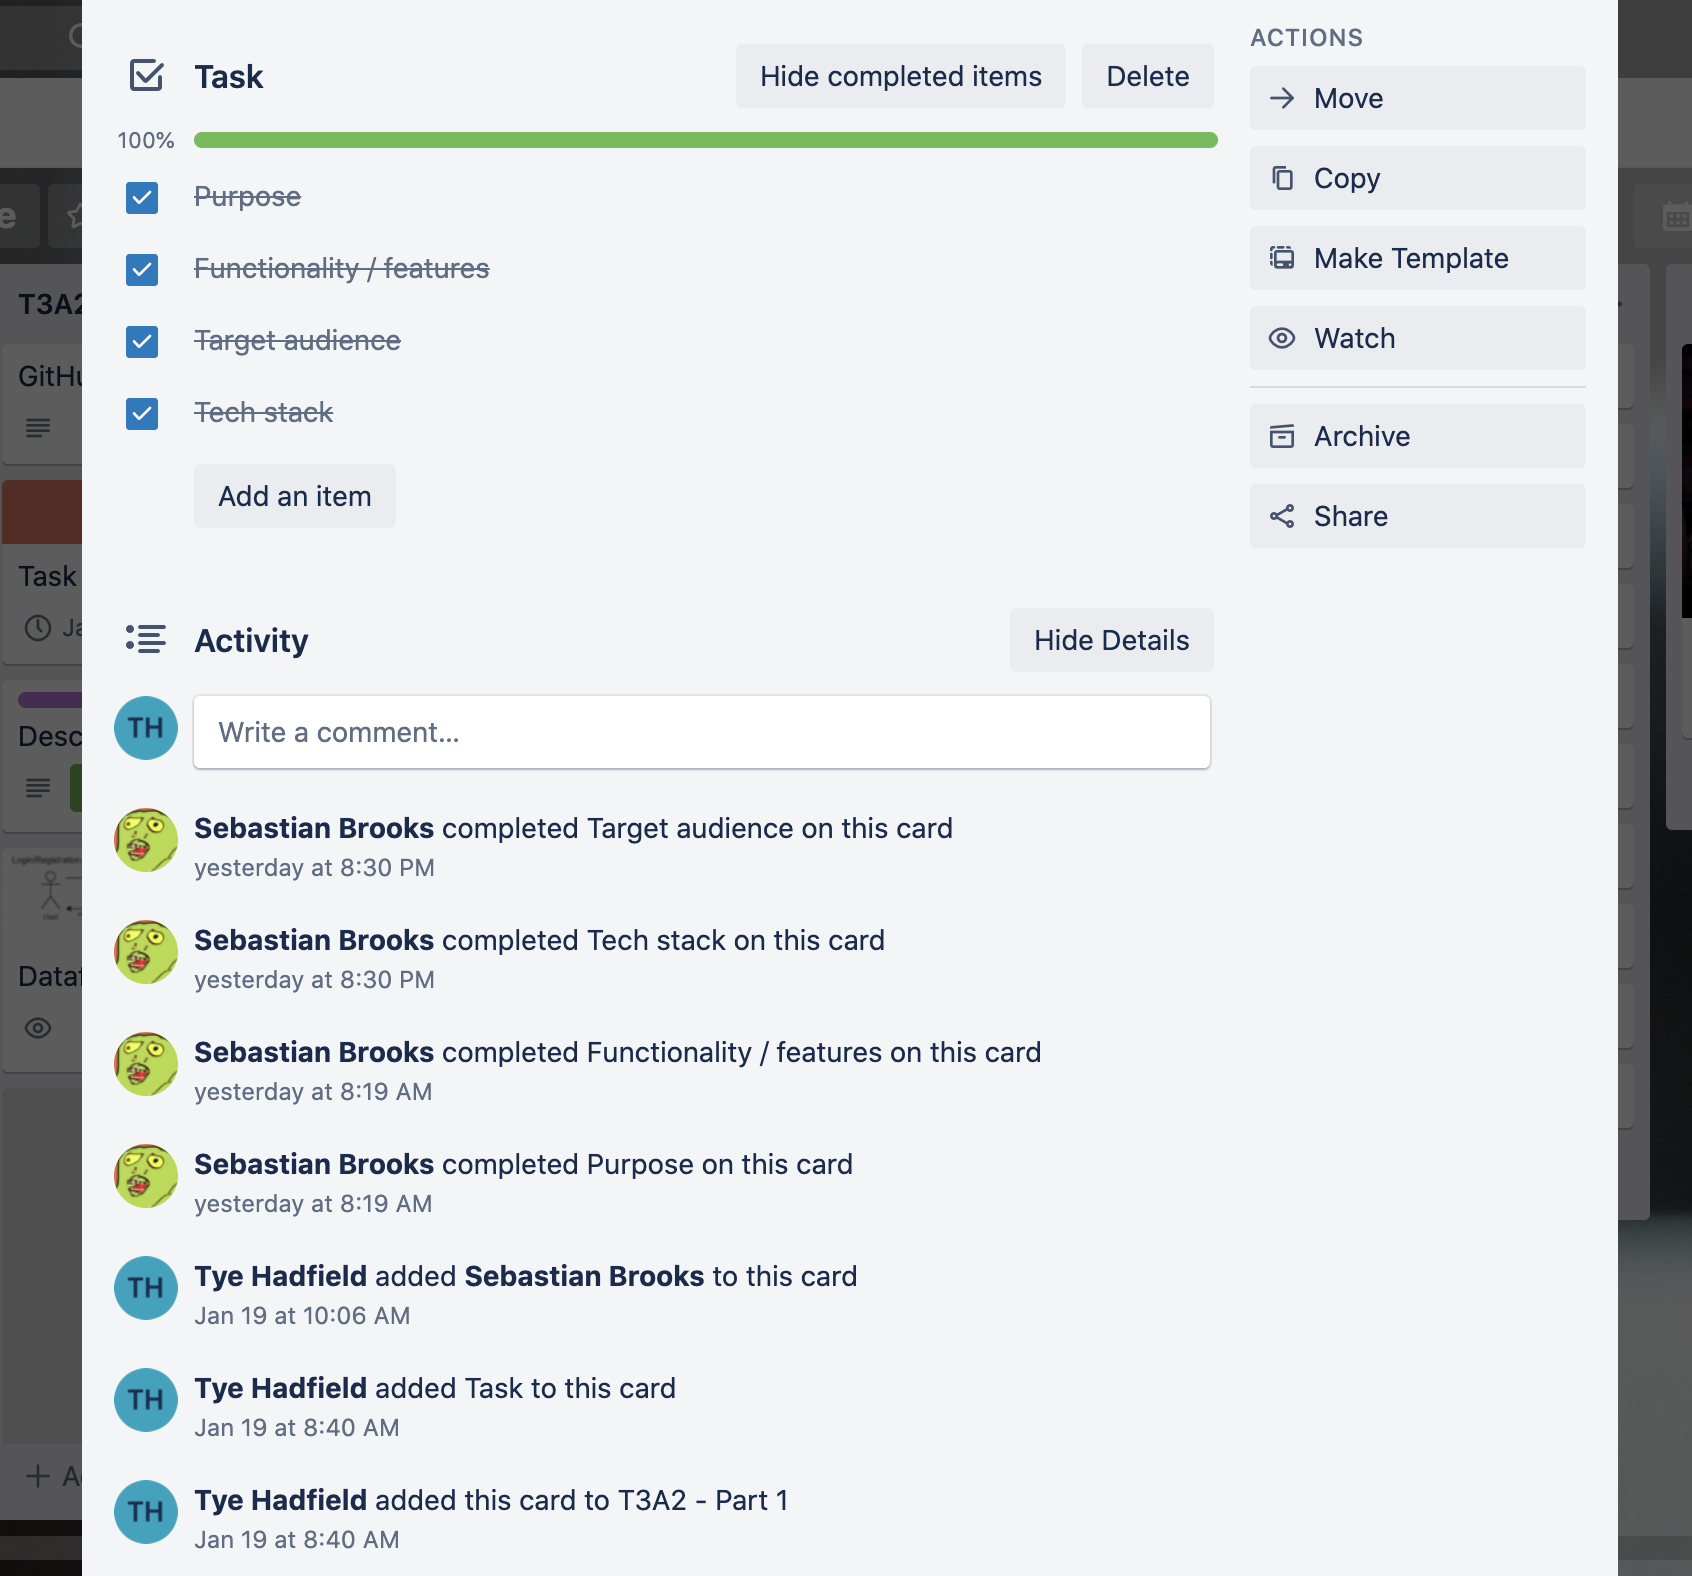 Task
Hide completed items
Delete
100%
Purpose
Functionality / features
Target audience
Tech stack
Add an item
ACTIONS
Move
Copy
Make Template
Watch
Archive
Share
Activity
Hide Details
TH
Write a comment...
Sebastian Brooks completed Target audience on this card
yesterday at 8:30 PM
Sebastian Brooks completed Tech stack on this card
yesterday at 8:30 PM
Sebastian Brooks completed Functionality / features on this card
yesterday at 8:19 AM
Sebastian Brooks completed Purpose on this card
yesterday at 8:19 AM
TH
Tye Hadfield added Sebastian Brooks to this card
Jan 19 at 10:06 AM
TH
Tye Hadfield added Task to this card
Jan 19 at 8:40 AM
TH
Tye Hadfield added this card to T3A2 - Part 1
Jan 19 at 8:40 AM
T3A2
Task
Login/Registration
User